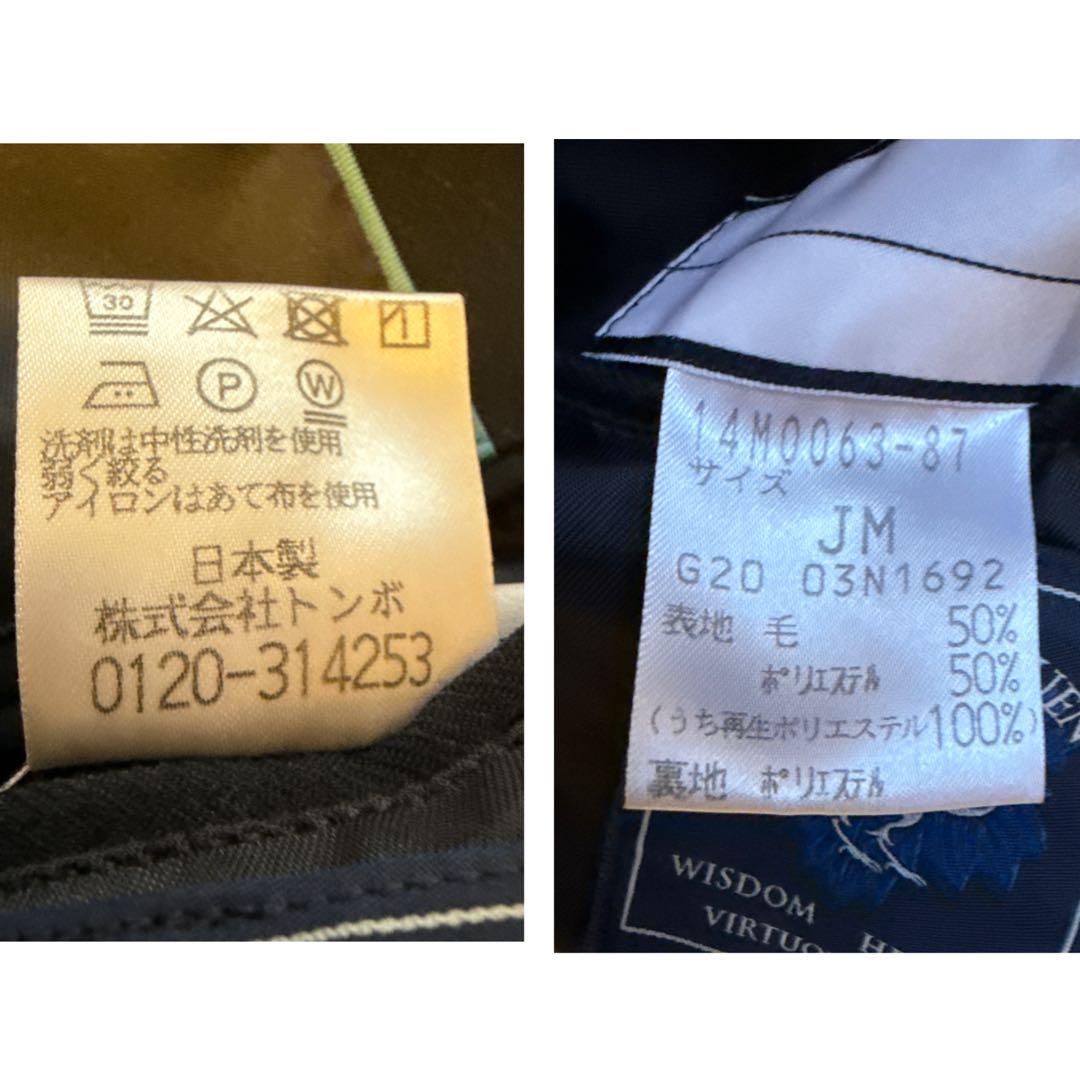 30
P
W
洗剤は中性洗剤を使用
弱く絞る
アイロンはあて布を使用
日本製
株式会社トンボ
0120-314253
14M0063-87
サイズ
JM
G20 03N1692
表地 毛 50%
ポリエステル 50%
(うち再生ポリエステル100%)
裏地 ポリエステル
WISDOM